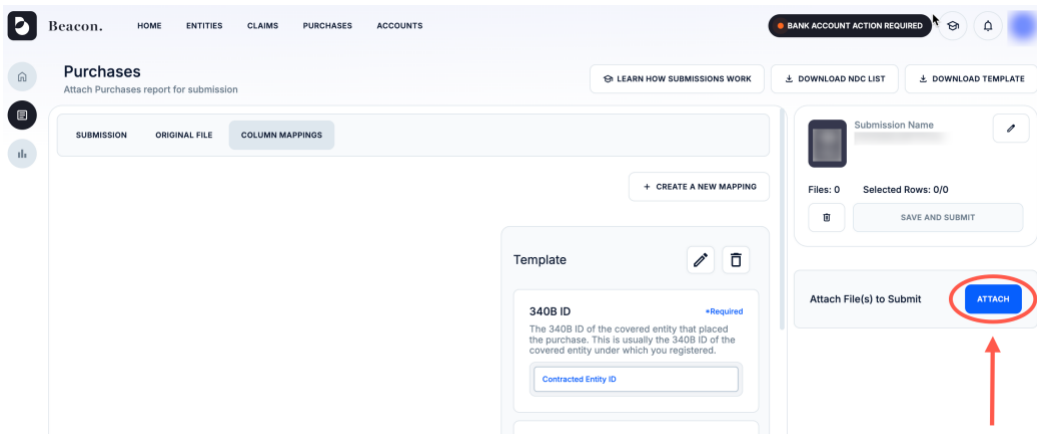 Beacon.
HOME ENTITIES CLAIMS PURCHASES ACCOUNTS
BANK ACCOUNT ACTION REQUIRED
Purchases
Attach Purchases report for submission
LEARN HOW SUBMISSIONS WORK
DOWNLOAD NDC LIST
DOWNLOAD TEMPLATE
SUBMISSION ORIGINAL FILE COLUMN MAPPINGS
+ CREATE A NEW MAPPING
Template
340B ID
*Required
The 340B ID of the covered entity that placed
the purchase. This is usually the 340B ID of the
covered entity under which you registered.
Contracted Entity ID
Submission Name
Files: 0 Selected Rows: 0/0
SAVE AND SUBMIT
Attach File(s) to Submit
ATTACH